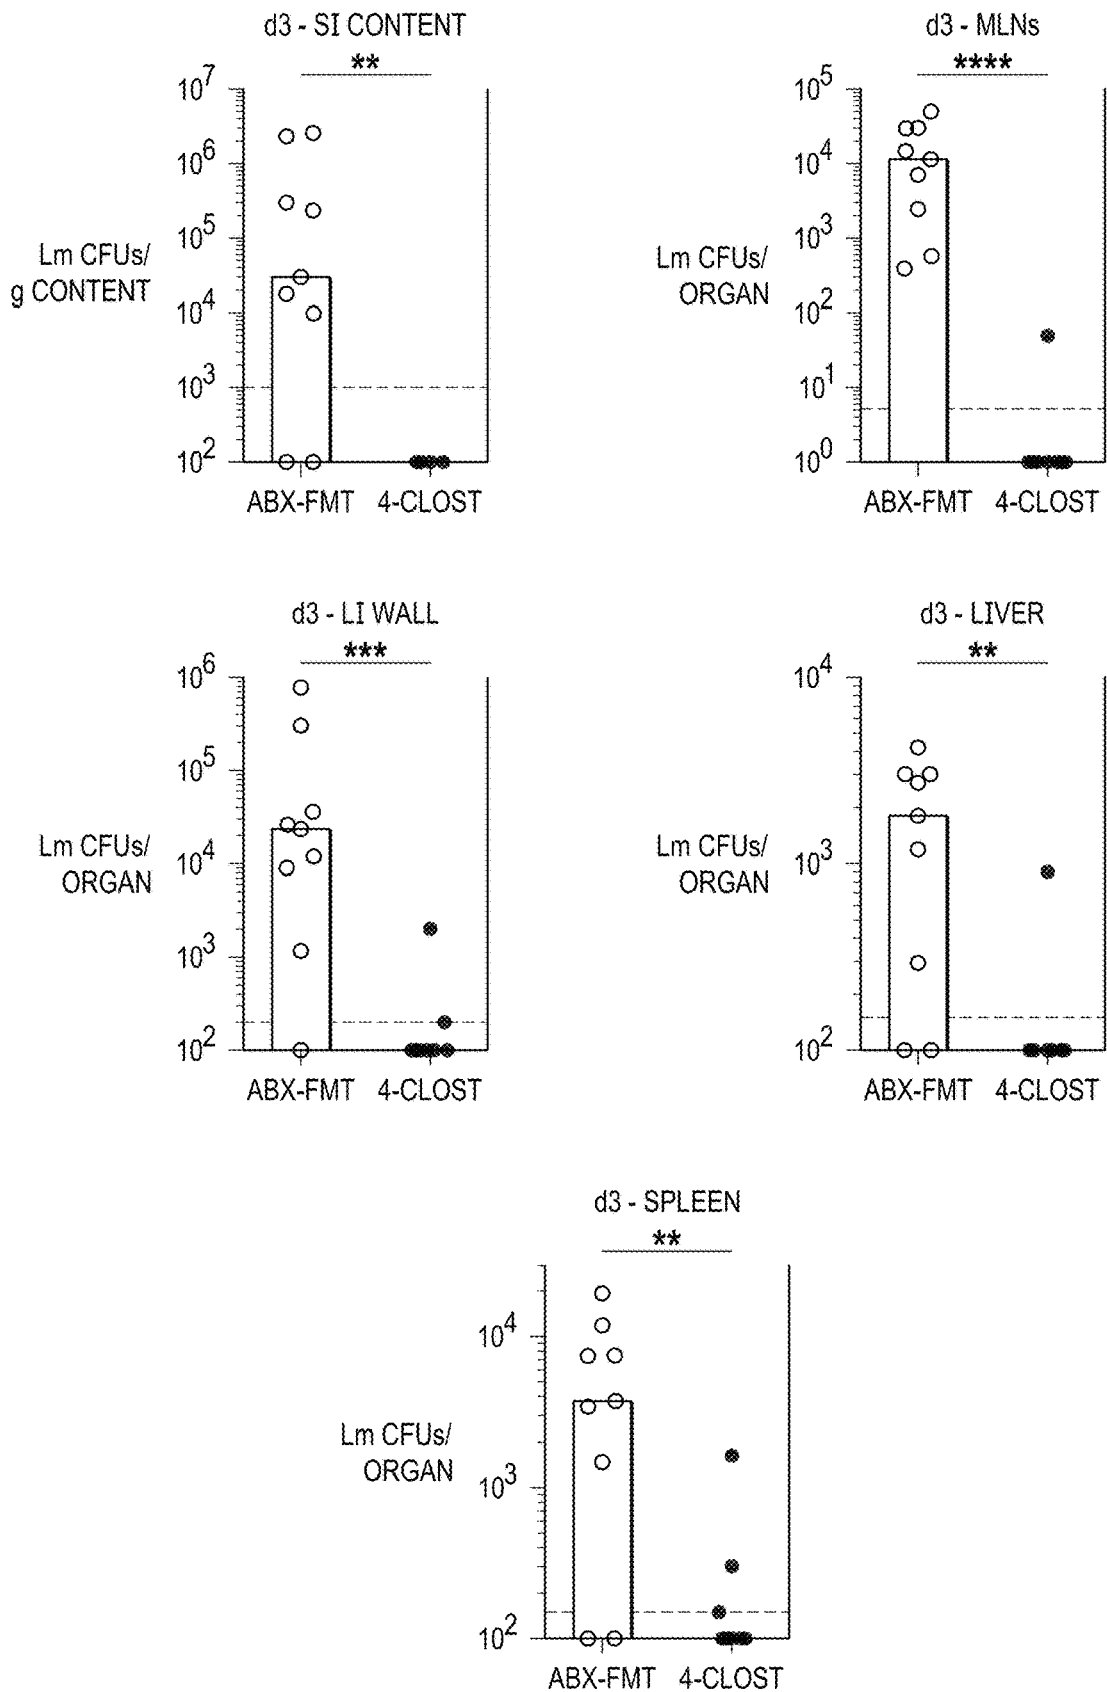 d3 - SI CONTENT
**
10^7
10^6
10^5
10^4
10^3
10^2
Lm CFUs/
g CONTENT
ABX-FMT 4-CLOST
d3 - MLNs
****
10^5
10^4
10^3
10^2
10^1
10^0
Lm CFUs/
ORGAN
ABX-FMT 4-CLOST
d3 - LI WALL
***
10^6
10^5
10^4
10^3
10^2
Lm CFUs/
ORGAN
ABX-FMT 4-CLOST
d3 - LIVER
**
10^4
10^3
10^2
Lm CFUs/
ORGAN
ABX-FMT 4-CLOST
d3 - SPLEEN
**
10^4
10^3
10^2
Lm CFUs/
ORGAN
ABX-FMT 4-CLOST